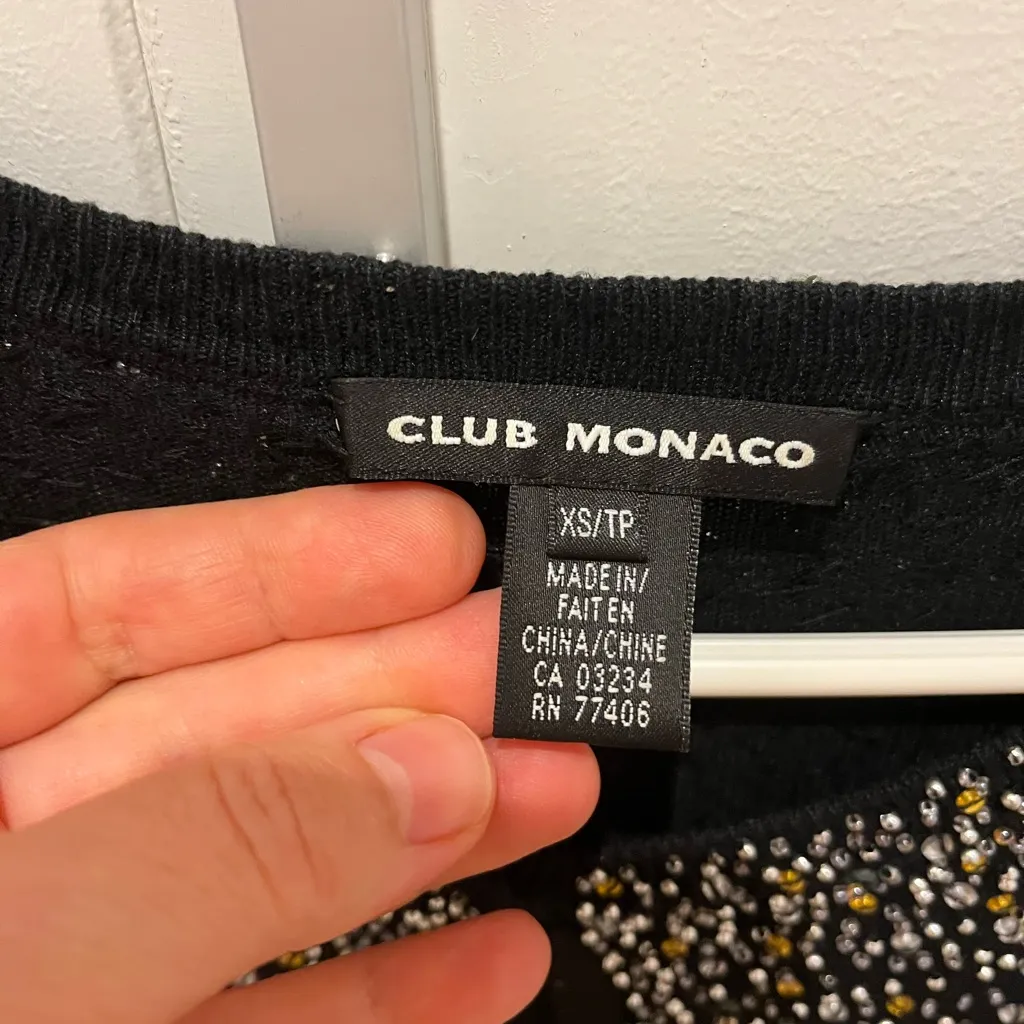 CLUB MONACO
XS/TP
MADE IN/
FAIT EN
CHINA/CHINE
CA 03234
RN 77406